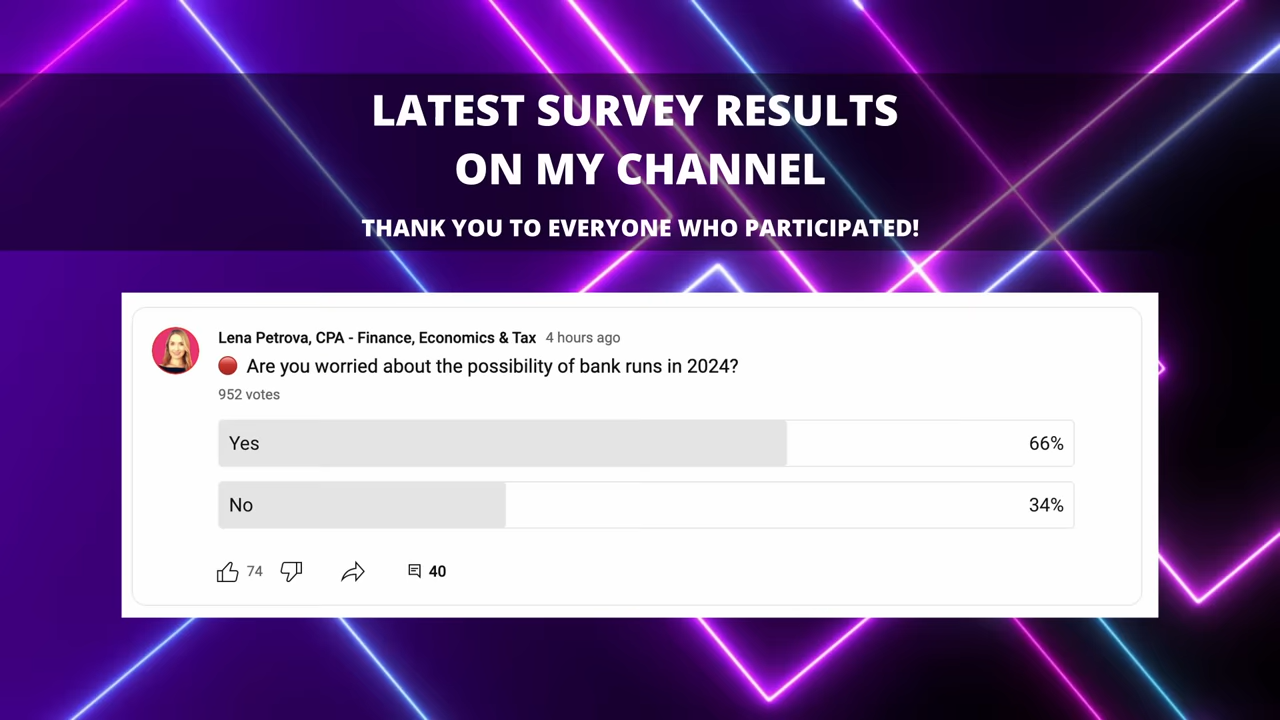 LATEST SURVEY RESULTS
ON MY CHANNEL
THANK YOU TO EVERYONE WHO PARTICIPATED!
Lena Petrova, CPA - Finance, Economics & Tax 4 hours ago
Are you worried about the possibility of bank runs in 2024?
952 votes
Yes 66%
No 34%
74 40